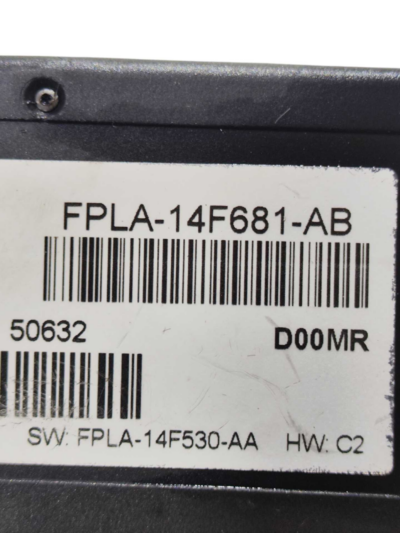 FPLA-14F681-AB
50632 D00MR
SW: FPLA-14F530-AA HW: C2